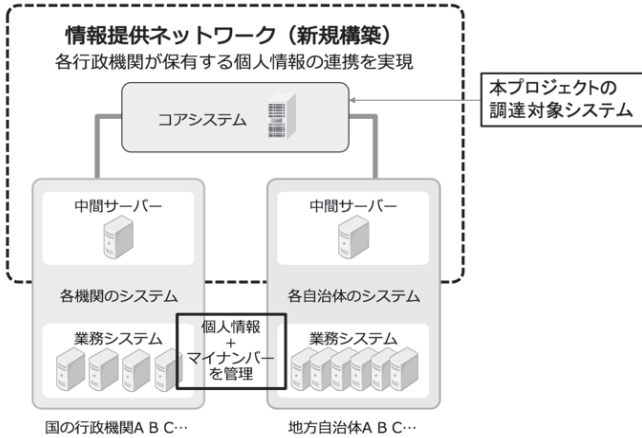 情報提供ネットワーク（新規構築）
各行政機関が保有する個人情報の連携を実現
コアシステム
本プロジェクトの
調達対象システム
中間サーバー
中間サーバー
各機関のシステム
各自治体のシステム
業務システム
個人情報
+
マイナンバー
を管理
業務システム
国の行政機関A B C…
地方自治体A B C…